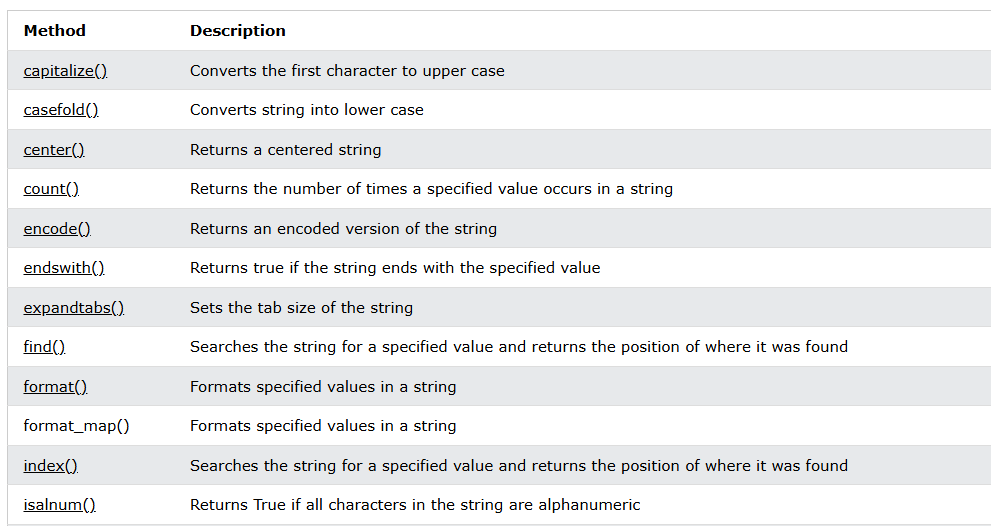 Method Description
capitalize() Converts the first character to upper case
casefold() Converts string into lower case
center() Returns a centered string
count() Returns the number of times a specified value occurs in a string
encode() Returns an encoded version of the string
endswith() Returns true if the string ends with the specified value
expandtabs() Sets the tab size of the string
find() Searches the string for a specified value and returns the position of where it was found
format() Formats specified values in a string
format_map() Formats specified values in a string
index() Searches the string for a specified value and returns the position of where it was found
isalnum() Returns True if all characters in the string are alphanumeric